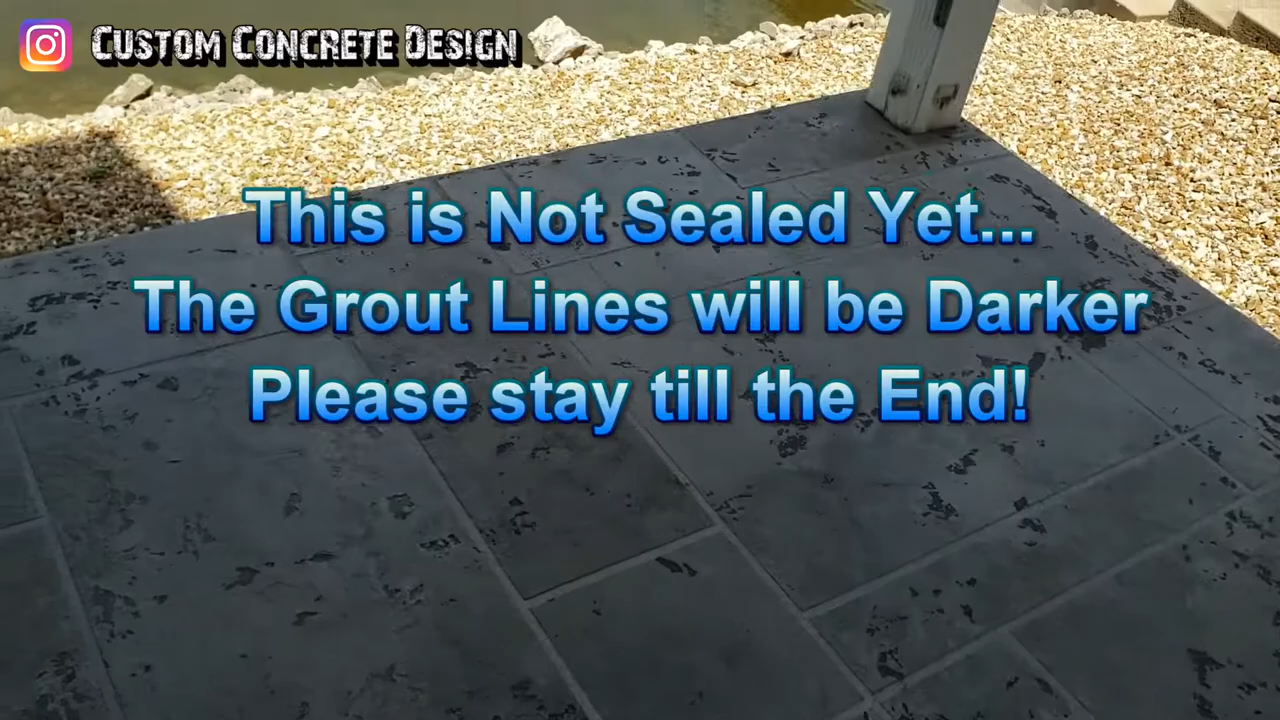 Custom Concrete Design
This is Not Sealed Yet...
The Grout Lines will be Darker
Please stay till the End!